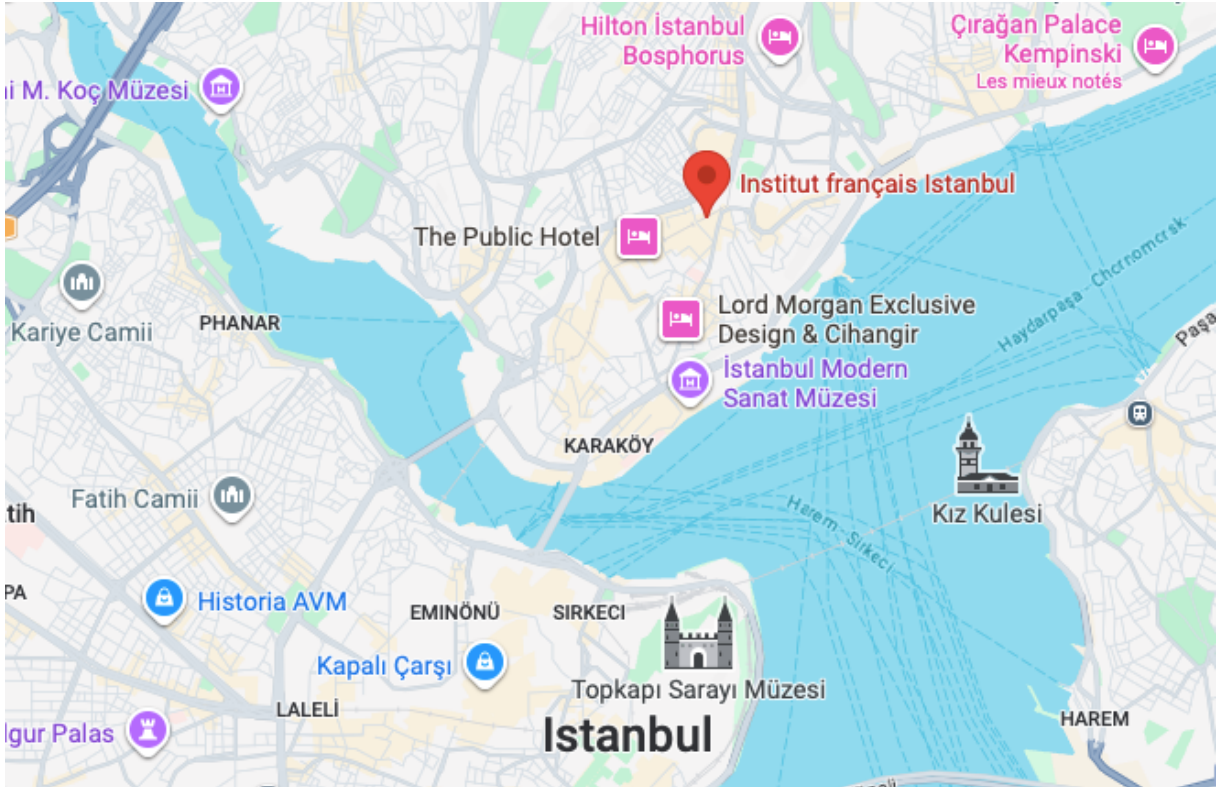 Hilton İstanbul
Bosphorus
Çırağan Palace
Kempinski
Les mieux notés
M. Koç Müzesi
Institut français Istanbul
The Public Hotel
Kariye Camii
PHANAR
Lord Morgan Exclusive
Design & Cihangir
Haydarpaşa - Chornomorsk
Paşa
İstanbul Modern
Sanat Müzesi
KARAKÖY
Fatih Camii
tih
Kız Kulesi
Harem - Sirkeci
PA
Historia AVM
EMINÖNÜ
SIRKECI
Kapalı Çarşı
Topkapı Sarayı Müzesi
LALELİ
lgur Palas
Istanbul
HAREM